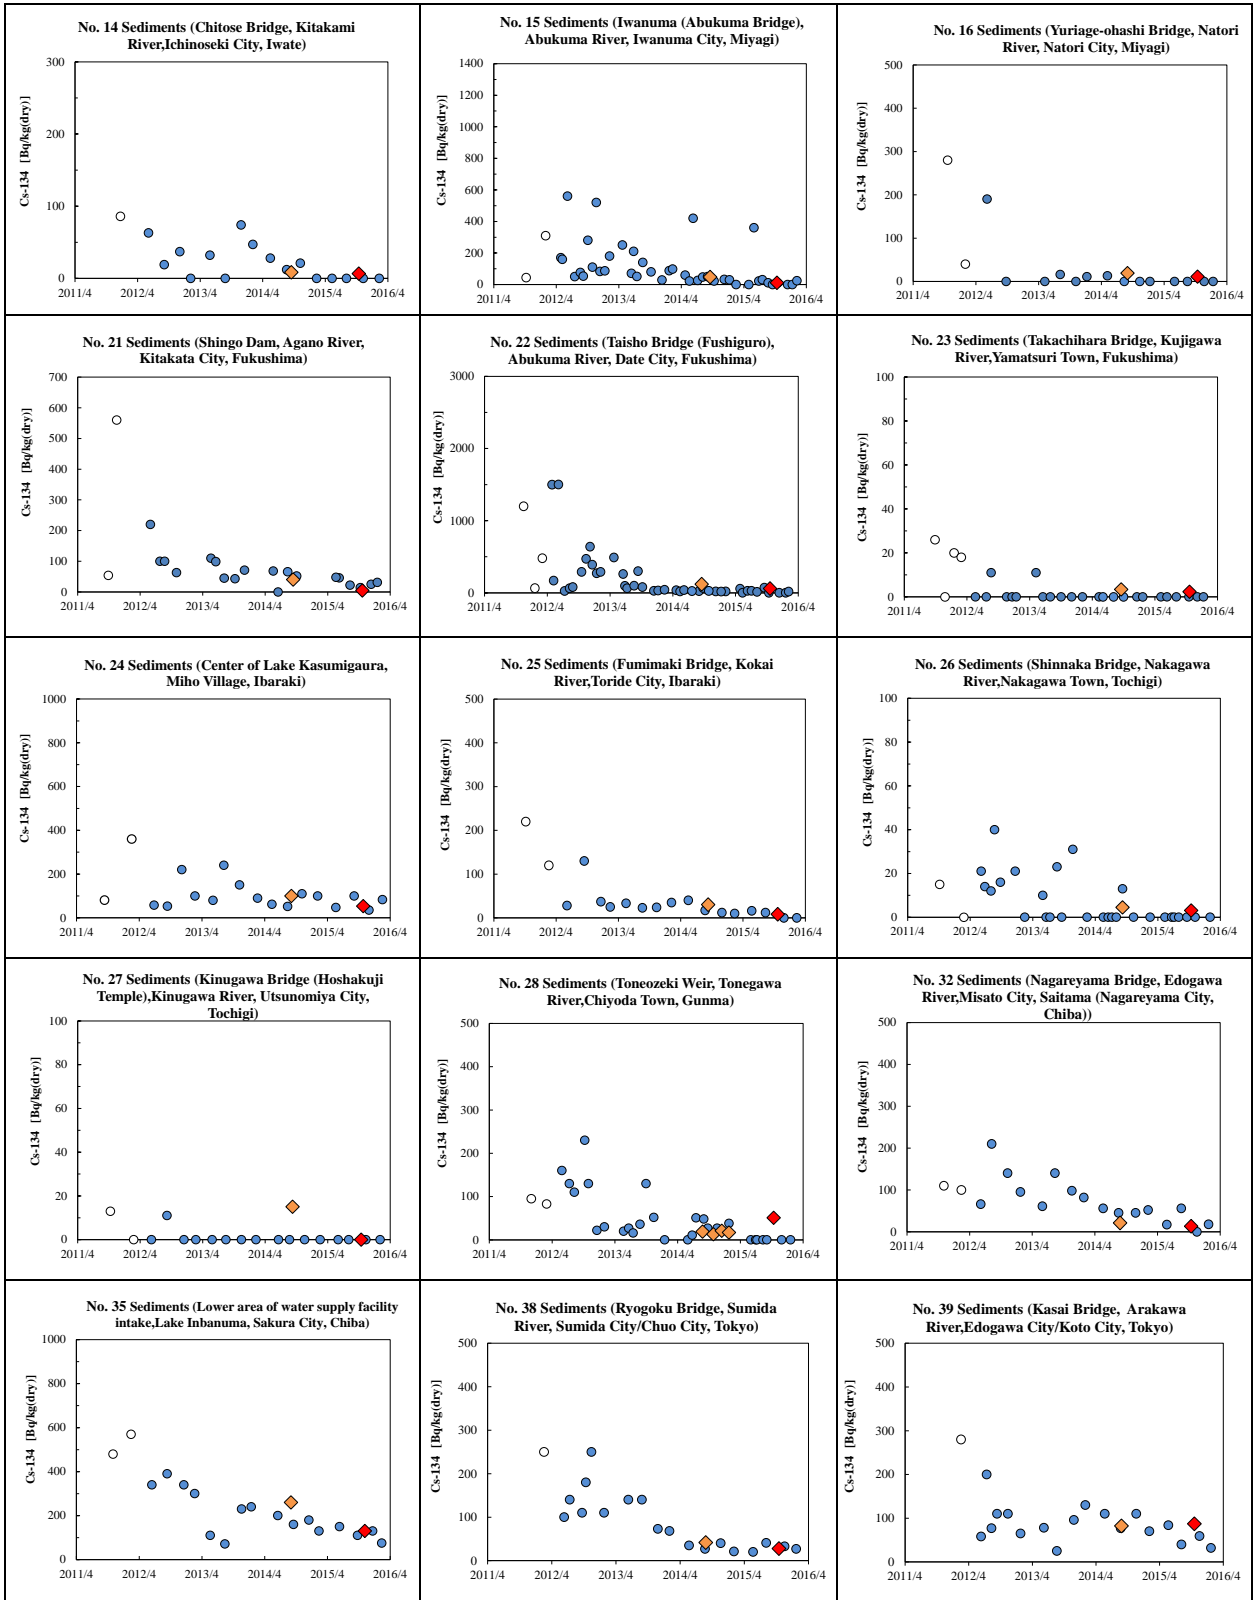 No. 14 Sediments (Chitose Bridge, Kitakami
River,Ichinoseki City, Iwate)
Cs-134 [Bq/kg(dry)]
300
200
100
0
2011/4 2012/4 2013/4 2014/4 2015/4 2016/4
No. 15 Sediments (Iwanuma (Abukuma Bridge),
Abukuma River, Iwanuma City, Miyagi)
Cs-134 [Bq/kg(dry)]
1400
1200
1000
800
600
400
200
0
2011/4 2012/4 2013/4 2014/4 2015/4 2016/4
No. 16 Sediments (Yuriage-ohashi Bridge, Natori
River, Natori City, Miyagi)
Cs-134 [Bq/kg(dry)]
500
400
300
200
100
0
2011/4 2012/4 2013/4 2014/4 2015/4 2016/4
No. 21 Sediments (Shingo Dam, Agano River,
Kitakata City, Fukushima)
Cs-134 [Bq/kg(dry)]
700
600
500
400
300
200
100
0
2011/4 2012/4 2013/4 2014/4 2015/4 2016/4
No. 22 Sediments (Taisho Bridge (Fushiguro),
Abukuma River, Date City, Fukushima)
Cs-134 [Bq/kg(dry)]
3000
2000
1000
0
2011/4 2012/4 2013/4 2014/4 2015/4 2016/4
No. 23 Sediments (Takachihara Bridge, Kujigawa
River,Yamatsuri Town, Fukushima)
Cs-134 [Bq/kg(dry)]
100
80
60
40
20
0
2011/4 2012/4 2013/4 2014/4 2015/4 2016/4
No. 24 Sediments (Center of Lake Kasumigaura,
Miho Village, Ibaraki)
Cs-134 [Bq/kg(dry)]
1000
800
600
400
200
0
2011/4 2012/4 2013/4 2014/4 2015/4 2016/4
No. 25 Sediments (Fumimaki Bridge, Kokai
River,Toride City, Ibaraki)
Cs-134 [Bq/kg(dry)]
500
400
300
200
100
0
2011/4 2012/4 2013/4 2014/4 2015/4 2016/4
No. 26 Sediments (Shinnaka Bridge, Nakagawa
River,Nakagawa Town, Tochigi)
Cs-134 [Bq/kg(dry)]
100
80
60
40
20
0
2011/4 2012/4 2013/4 2014/4 2015/4 2016/4
No. 27 Sediments (Kinugawa Bridge (Hoshakuji
Temple),Kinugawa River, Utsunomiya City,
Tochigi)
Cs-134 [Bq/kg(dry)]
100
80
60
40
20
0
2011/4 2012/4 2013/4 2014/4 2015/4 2016/4
No. 28 Sediments (Toneozeki Weir, Tonegawa
River,Chiyoda Town, Gunma)
Cs-134 [Bq/kg(dry)]
500
400
300
200
100
0
2011/4 2012/4 2013/4 2014/4 2015/4 2016/4
No. 32 Sediments (Nagareyama Bridge, Edogawa
River,Misato City, Saitama (Nagareyama City,
Chiba))
Cs-134 [Bq/kg(dry)]
500
400
300
200
100
0
2011/4 2012/4 2013/4 2014/4 2015/4 2016/4
No. 35 Sediments (Lower area of water supply facility
intake,Lake Inbanuma, Sakura City, Chiba)
Cs-134 [Bq/kg(dry)]
1000
800
600
400
200
0
2011/4 2012/4 2013/4 2014/4 2015/4 2016/4
No. 38 Sediments (Ryogoku Bridge, Sumida
River, Sumida City/Chuo City, Tokyo)
Cs-134 [Bq/kg(dry)]
500
400
300
200
100
0
2011/4 2012/4 2013/4 2014/4 2015/4 2016/4
No. 39 Sediments (Kasai Bridge, Arakawa
River,Edogawa City/Koto City, Tokyo)
Cs-134 [Bq/kg(dry)]
500
400
300
200
100
0
2011/4 2012/4 2013/4 2014/4 2015/4 2016/4